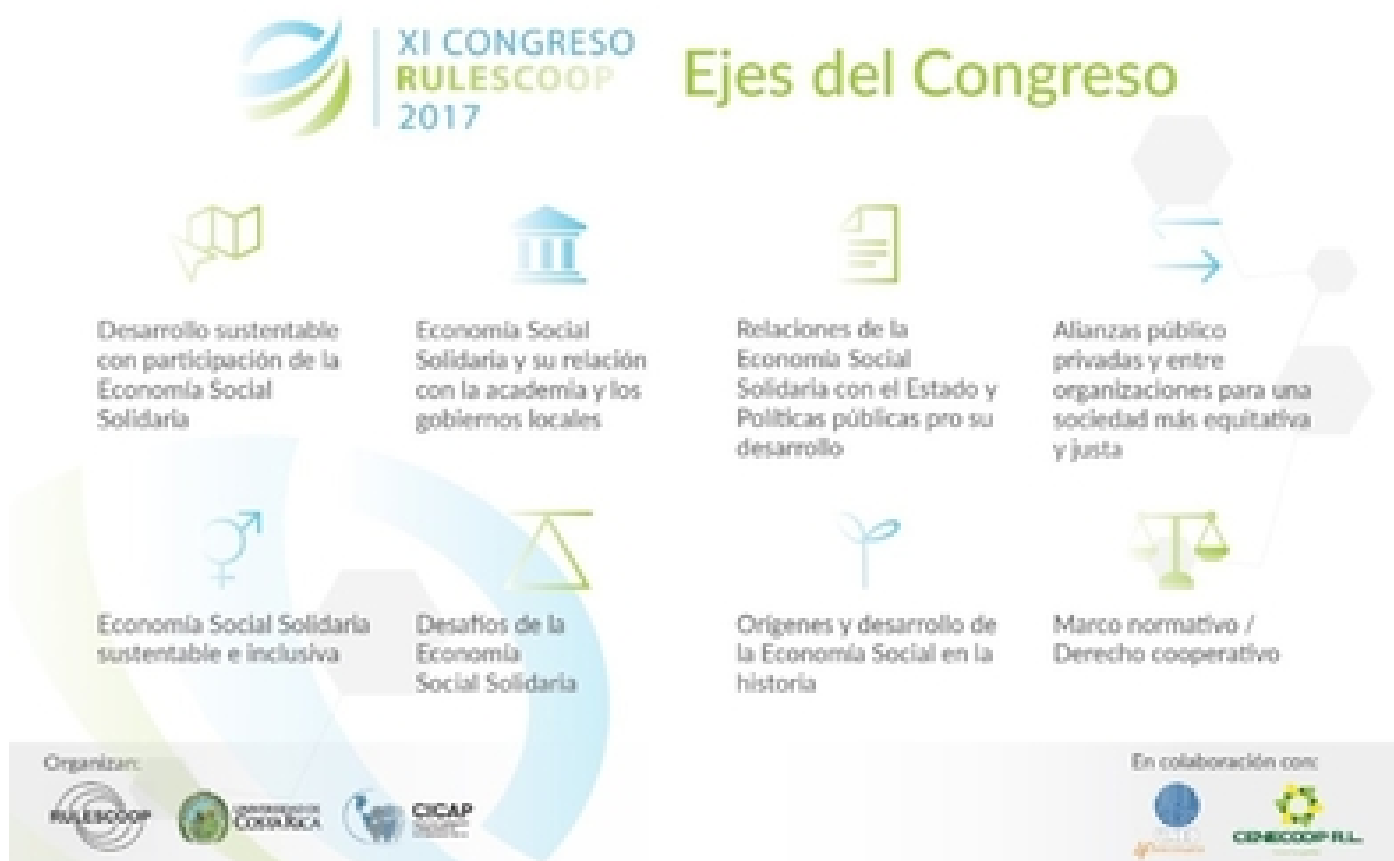 XI CONGRESO
RULESCOOP
2017
Ejes del Congreso
Desarrollo sustentable
con participación de la
Economía Social
Solidaria
Economía Social
Solidaria y su relación
con la academia y los
gobiernos locales
Relaciones de la
Economía Social
Solidaria con el Estado y
Políticas públicas pro su
desarrollo
Alianzas público
privadas y entre
organizaciones para una
sociedad más equitativa
y justa
Economía Social Solidaria
sustentable e inclusiva
Desafíos de la
Economía
Social Solidaria
Orígenes y desarrollo de
la Economía Social en la
historia
Marco normativo /
Derecho cooperativo
Organizan:
RULESCOOP
UNIVERSIDAD DE
COSTA RICA
CICAP
En colaboración con:
CENECOOP R.L.